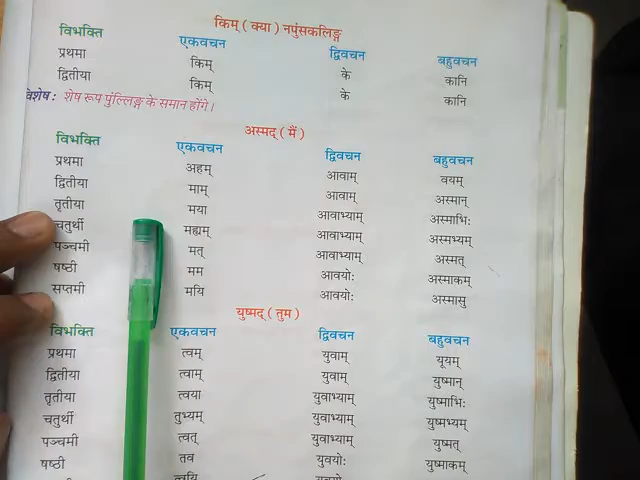 किम् ( क्या ) नपुंसकलिङ्ग
विभक्ति एकवचन द्विवचन बहुवचन
प्रथमा किम् के कानि
द्वितीया किम् के कानि
विशेष : शेष रूप पुंल्लिङ्ग के समान होंगे।
अस्मद् ( मैं )
विभक्ति एकवचन द्विवचन बहुवचन
प्रथमा अहम् आवाम् वयम्
द्वितीया माम् आवाम् अस्मान्
तृतीया मया आवाभ्याम् अस्माभिः
चतुर्थी मह्यम् आवाभ्याम् अस्मभ्यम्
पञ्चमी मत् आवाभ्याम् अस्मत्
षष्ठी मम आवयोः अस्माकम्
सप्तमी मयि आवयोः अस्मासु
युष्मद् ( तुम )
विभक्ति एकवचन द्विवचन बहुवचन
प्रथमा त्वम् युवाम् यूयम्
द्वितीया त्वाम् युवाम् युष्मान्
तृतीया त्वया युवाभ्याम् युष्माभिः
चतुर्थी तुभ्यम् युवाभ्याम् युष्मभ्यम्
पञ्चमी त्वत् युवाभ्याम् युष्मत्
षष्ठी तव युवयोः युष्माकम्